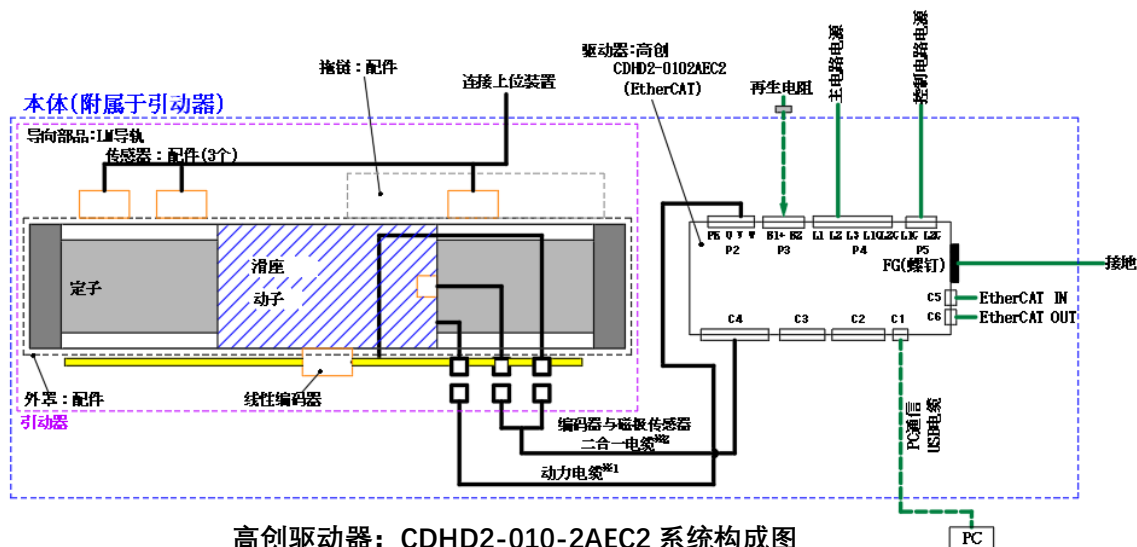 驱动器:高创
CDHD2-0102AEC2
(EtherCAT)
拖链：配件
连接上位装置
再生电阻
主电路电源
控制电路电源
本体(附属于引动器)
导向部品:LM导轨
传感器：配件(3个)
PE U V W
B1+ B2
L1 L2 L3 L1C L2C
L1C L2C
P2
P3
P4
P5
FG(螺钉)
接地
滑座
定子
动子
C5
EtherCAT IN
C6
EtherCAT OUT
C4
C3
C2
C1
外罩：配件
线性编码器
引动器
编码器与磁极传感器
二合一电缆※2
动力电缆※1
PC通信
USB电缆
高创驱动器：CDHD2-010-2AEC2 系统构成图
PC